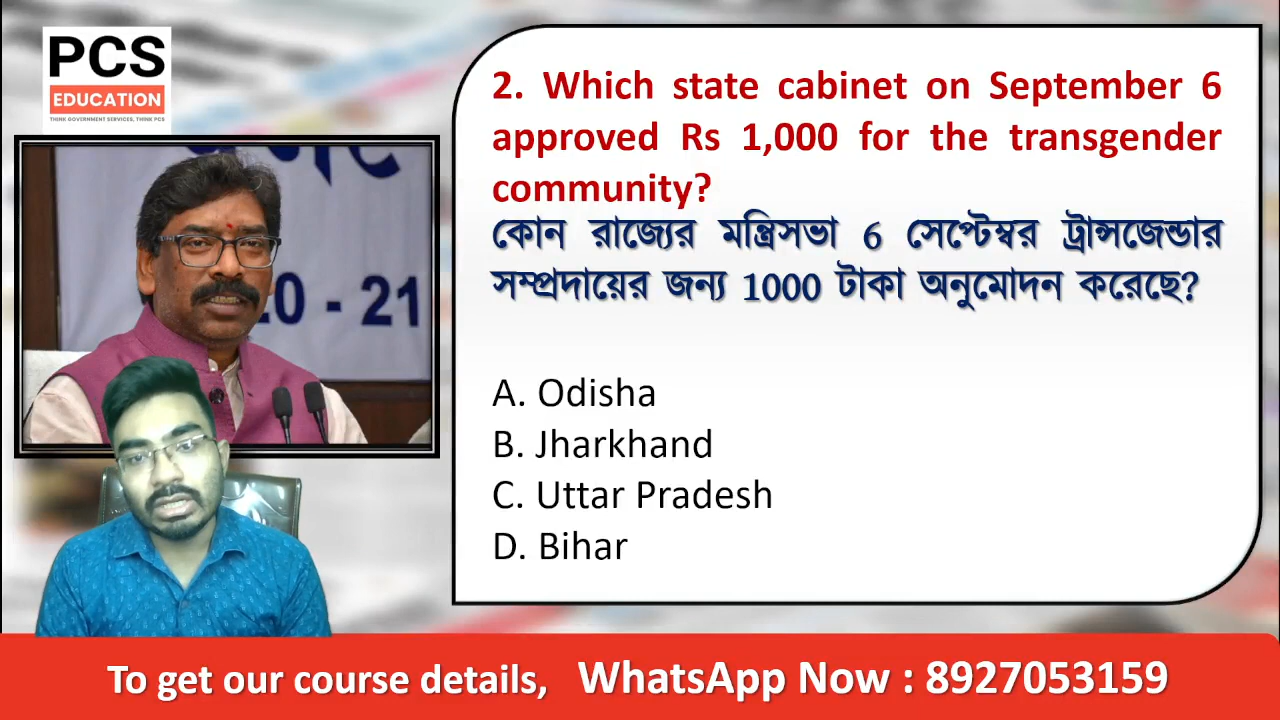 PCS
EDUCATION
THINK GOVERNMENT SERVICES, THINK PCS
20 - 21
2. Which state cabinet on September 6
approved Rs 1,000 for the transgender
community?
কোন রাজ্যের মন্ত্রিসভা 6 সেপ্টেম্বর ট্রান্সজেন্ডার
সম্প্রদায়ের জন্য 1000 টাকা অনুমোদন করেছে?
A. Odisha
B. Jharkhand
C. Uttar Pradesh
D. Bihar
To get our course details, WhatsApp Now : 8927053159